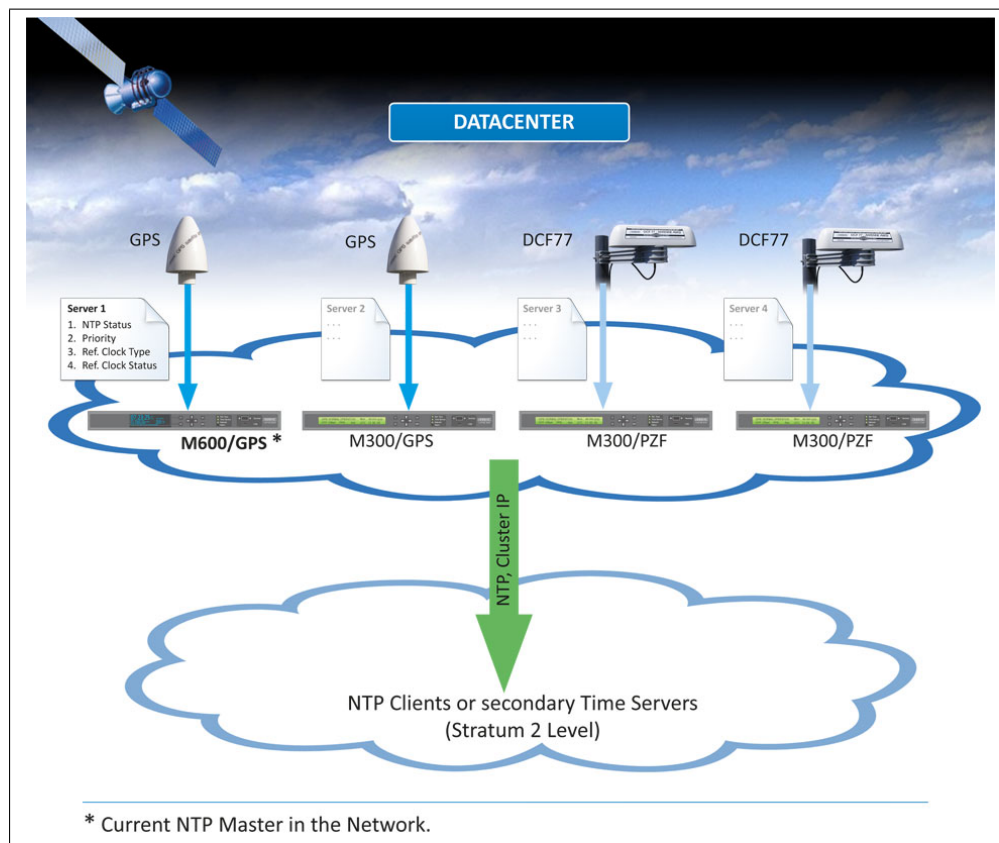 DATACENTER
GPS
GPS
DCF77
DCF77
Server 1
1. NTP Status
2. Priority
3. Ref. Clock Type
4. Ref. Clock Status
Server 2
. . .
. . .
Server 3
. . .
. . .
Server 4
. . .
. . .
M600/GPS *
M300/GPS
M300/PZF
M300/PZF
NTP, Cluster IP
NTP Clients or secondary Time Servers
(Stratum 2 Level)
* Current NTP Master in the Network.